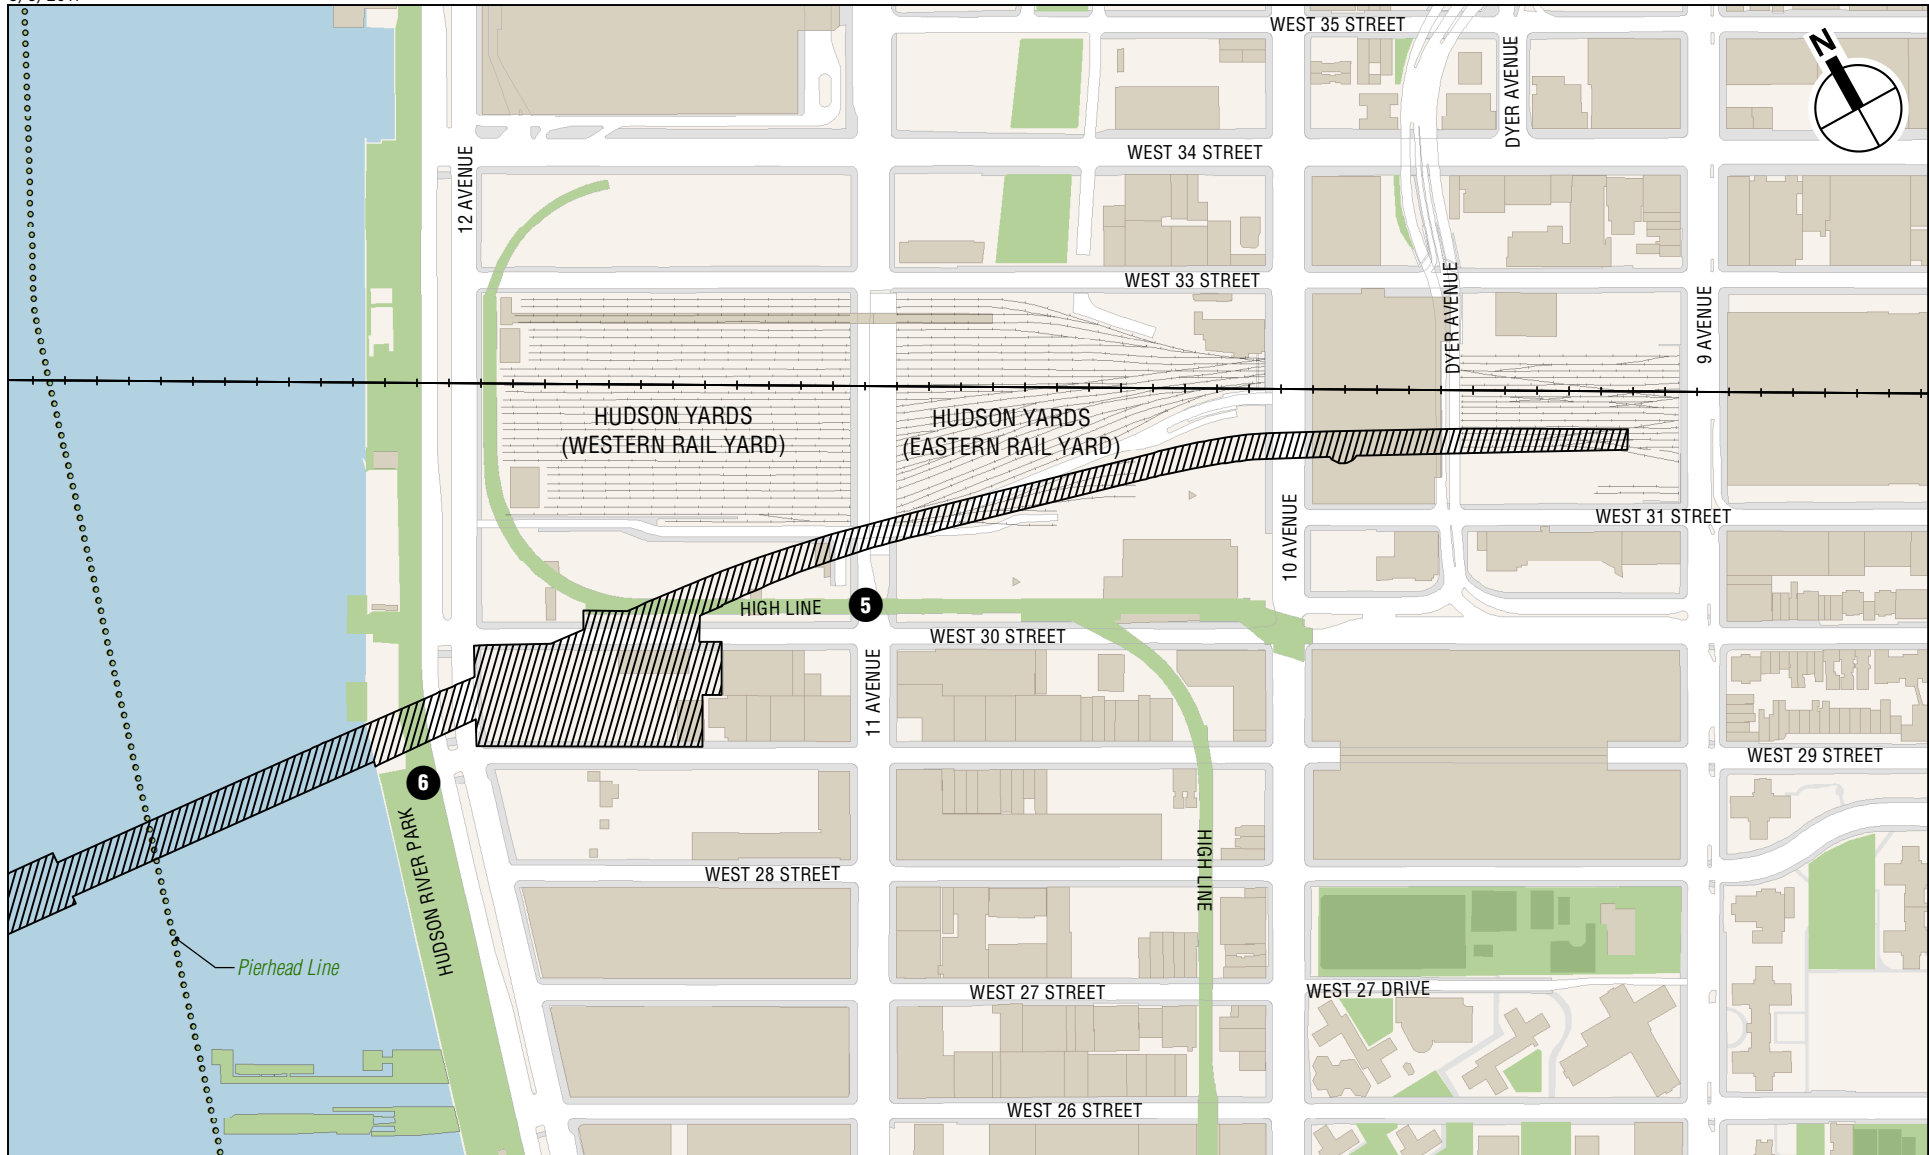 WEST 35 STREET
N
DYER AVENUE
12 AVENUE
WEST 34 STREET
WEST 33 STREET
DYER AVENUE
9 AVENUE
HUDSON YARDS
(WESTERN RAIL YARD)
HUDSON YARDS
(EASTERN RAIL YARD)
10 AVENUE
WEST 31 STREET
HIGH LINE
5
WEST 30 STREET
11 AVENUE
WEST 29 STREET
6
HUDSON RIVER PARK
HIGH LINE
WEST 28 STREET
Pierhead Line
WEST 27 STREET
WEST 27 DRIVE
WEST 26 STREET